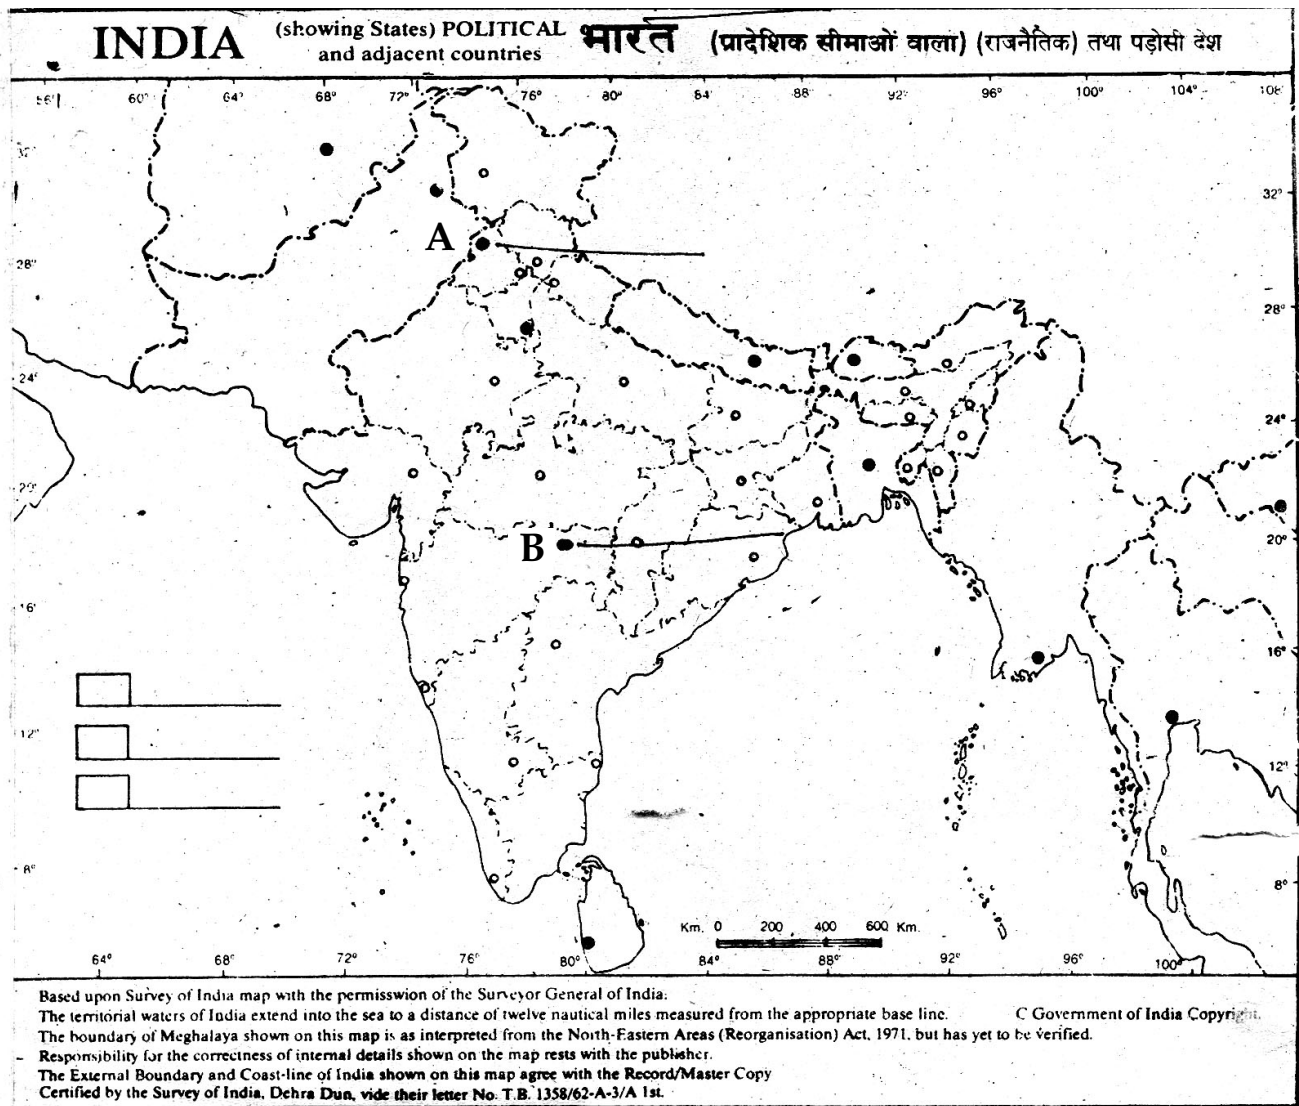 INDIA (showing States) POLITICAL and adjacent countries भारत (प्रादेशिक सीमाओं वाला) (राजनैतिक) तथा पड़ोसी देश
56° 60° 64° 68° 72° 76° 80° 84° 88° 92° 96° 100° 104° 108
32°
32°
A
28°
28°
24°
24°
20°
B
20°
16°
16°
12°
12°
8°
8°
Km. 0 200 400 600 Km.
64° 68° 72° 76° 80° 84° 88° 92° 96° 100°
Based upon Survey of India map with the permisswion of the Surveyor General of India.
The territorial waters of India extend into the sea to a distance of twelve nautical miles measured from the appropriate base line. C Government of India Copyright.
The boundary of Meghalaya shown on this map is as interpreted from the North-Eastern Areas (Reorganisation) Act, 1971, but has yet to be verified.
Responsibility for the correctness of internal details shown on the map rests with the publisher.
The External Boundary and Coast-line of India shown on this map agree with the Record/Master Copy
Certified by the Survey of India, Dehra Dun, vide their letter No. T.B. 1358/62-A-3/A 1st.